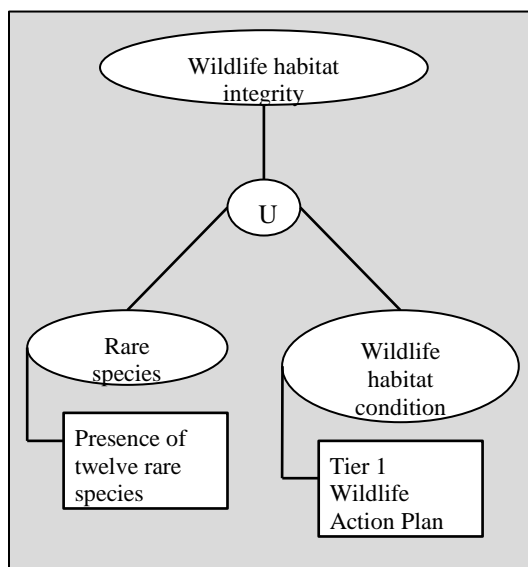 Wildlife habitat
integrity
U
Rare
species
Wildlife
habitat
condition
Presence of
twelve rare
species
Tier 1
Wildlife
Action Plan